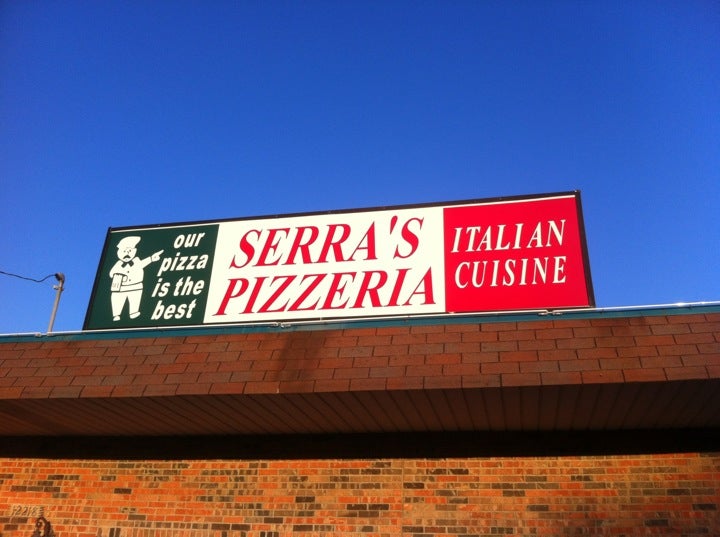 our
pizza
is the
best
SERRA'S
PIZZERIA
ITALIAN
CUISINE